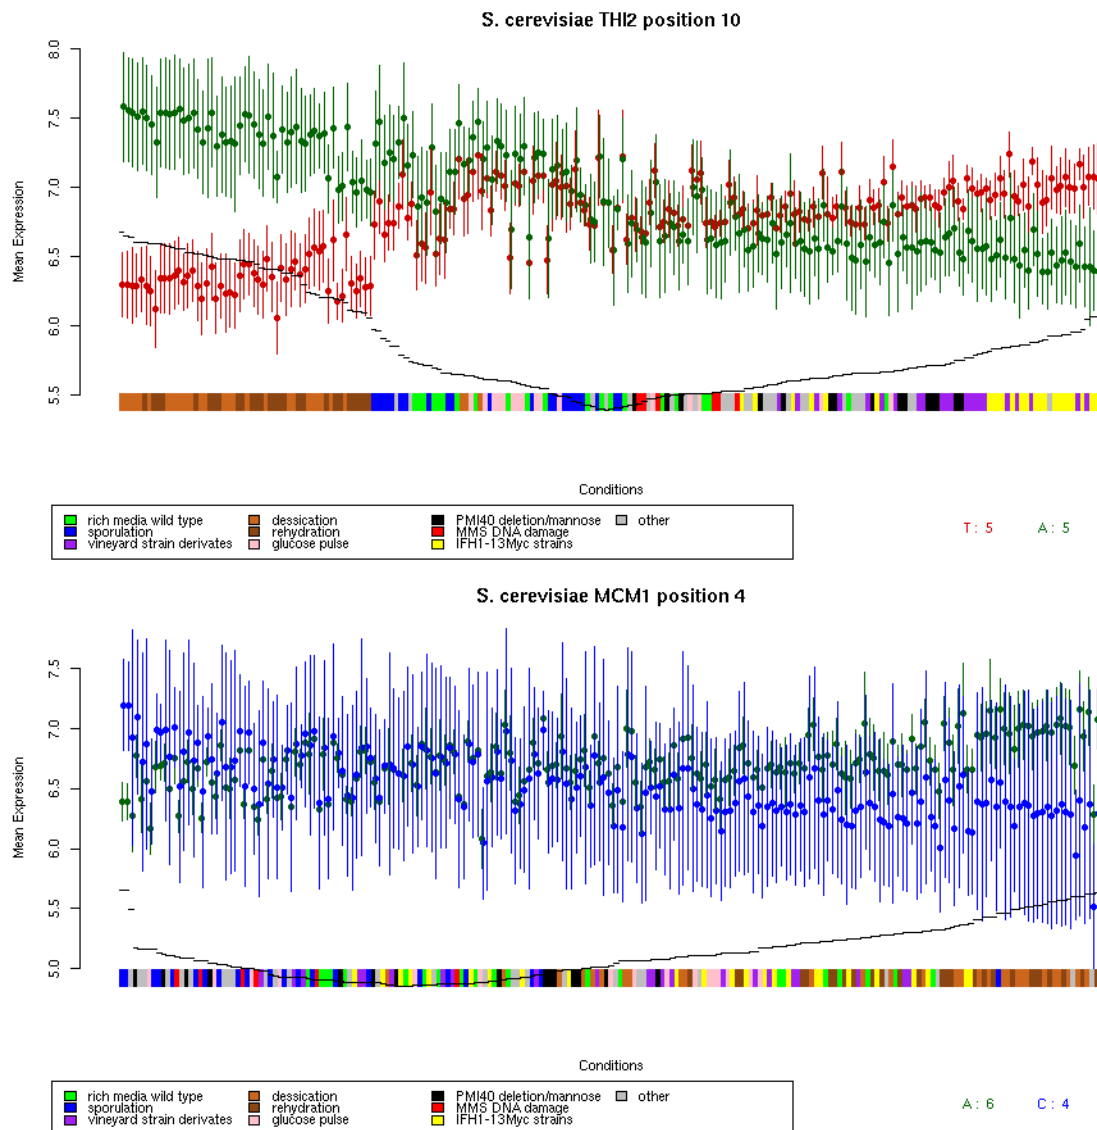 S. cerevisiae THI2 position 10
8.0
7.5
7.0
6.5
6.0
5.5
Mean Expression
Conditions
rich media wild type dessication PMI40 deletion/mannose other
sporulation rehydration MMS DNA damage
vineyard strain derivates glucose pulse IFH1-13Myc strains
T: 5 A: 5
S. cerevisiae MCM1 position 4
7.5
7.0
6.5
6.0
5.5
5.0
Mean Expression
Conditions
rich media wild type dessication PMI40 deletion/mannose other
sporulation rehydration MMS DNA damage
vineyard strain derivates glucose pulse IFH1-13Myc strains
A: 6 C: 4